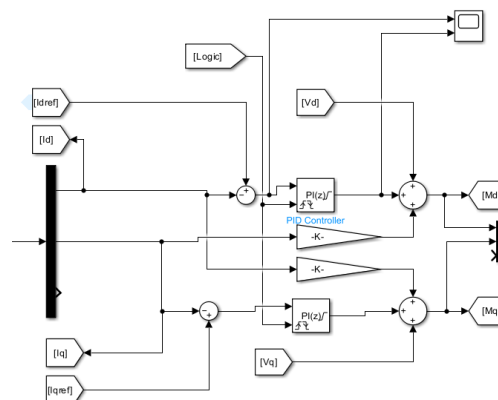 [Logic]
[Idref]
[Vd]
[Id]
PI(z)
PID Controller
[Md
-K-
-K-
PI(z)
[Mq
[Iq]
[Vq]
[Iqref]